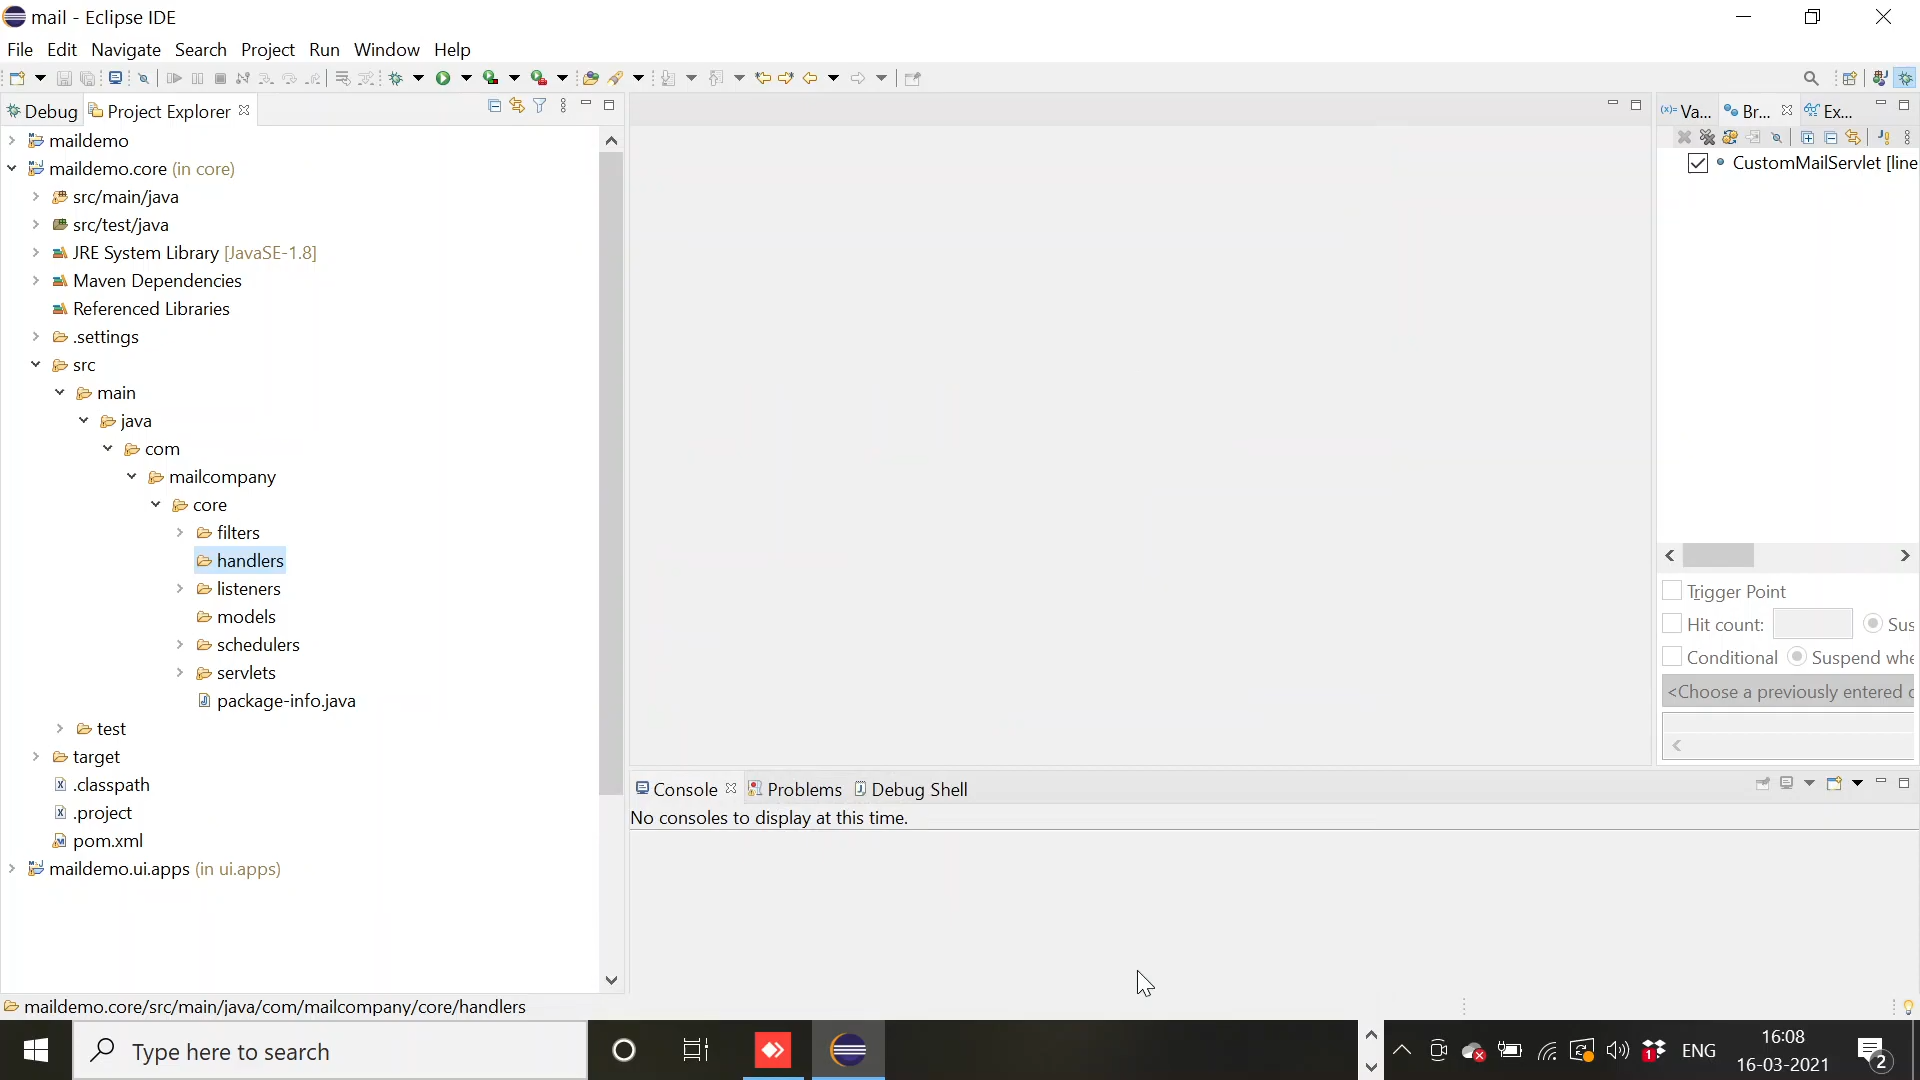 mail - Eclipse IDE
File Edit Navigate Search Project Run Window Help
Debug Project Explorer
maildemo
maildemo.core (in core)
src/main/java
src/test/java
JRE System Library [JavaSE-1.8]
Maven Dependencies
Referenced Libraries
.settings
src
main
java
com
mailcompany
core
filters
handlers
listeners
models
schedulers
servlets
package-info.java
test
target
.classpath
.project
pom.xml
maildemo.ui.apps (in ui.apps)
Va... Br... Ex...
CustomMailServlet [line
Trigger Point
Hit count: Sus
Conditional Suspend whe
<Choose a previously entered c
Console Problems Debug Shell
No consoles to display at this time.
maildemo.core/src/main/java/com/mailcompany/core/handlers
Type here to search
1
ENG
16:08
16-03-2021
2